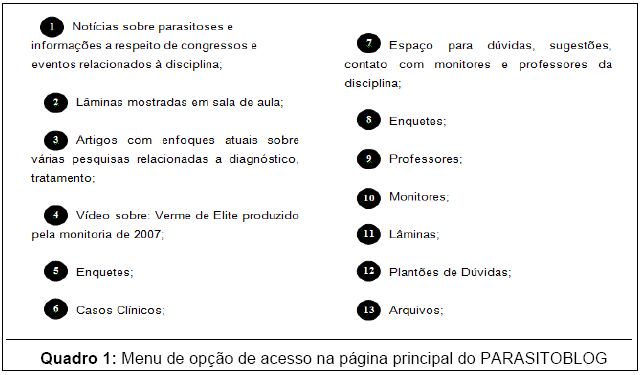 1 Notícias sobre parasitoses e
informações a respeito de congressos e
eventos relacionados à disciplina;
2 Lâminas mostradas em sala de aula;
3 Artigos com enfoques atuais sobre
várias pesquisas relacionadas a diagnóstico,
tratamento;
4 Vídeo sobre: Verme de Elite produzido
pela monitoria de 2007;
5 Enquetes;
6 Casos Clínicos;
7 Espaço para dúvidas, sugestões,
contato com monitores e professores da
disciplina;
8 Enquetes;
9 Professores;
10 Monitores;
11 Lâminas;
12 Plantões de Dúvidas;
13 Arquivos;
Quadro 1: Menu de opção de acesso na página principal do PARASITOBLOG